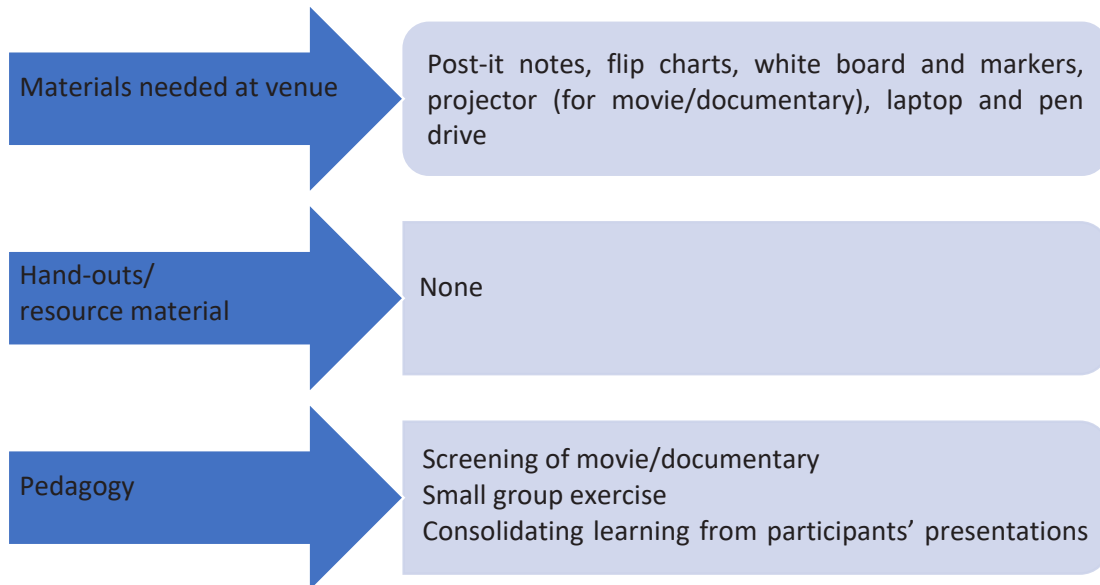 Materials needed at venue
Post-it notes, flip charts, white board and markers,
projector (for movie/documentary), laptop and pen
drive
Hand-outs/
resource material
None
Pedagogy
Screening of movie/documentary
Small group exercise
Consolidating learning from participants’ presentations